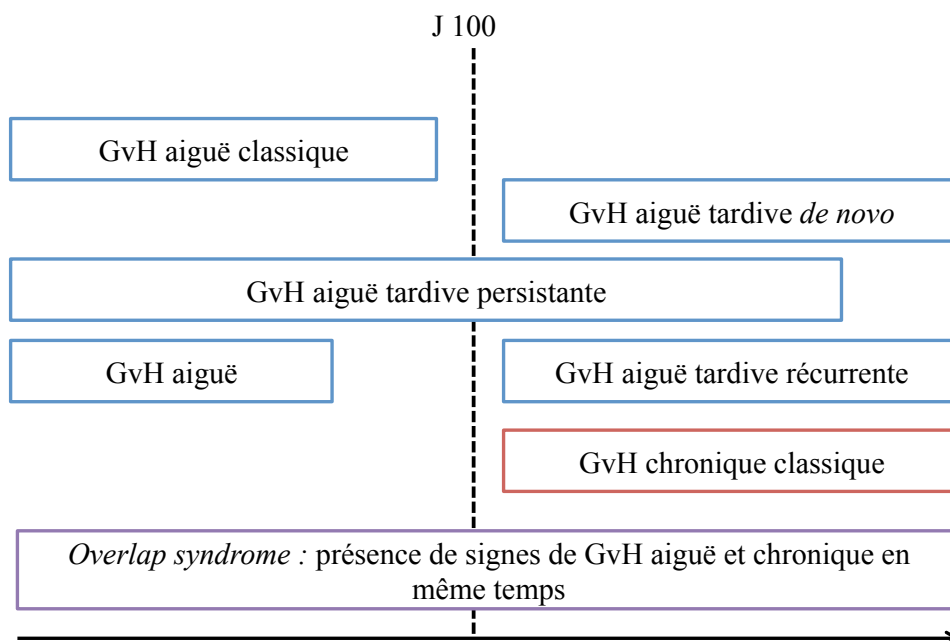 J 100
GvH aiguë classique
GvH aiguë tardive de novo
GvH aiguë tardive persistante
GvH aiguë
GvH aiguë tardive récurrente
GvH chronique classique
Overlap syndrome : présence de signes de GvH aiguë et chronique en
même temps